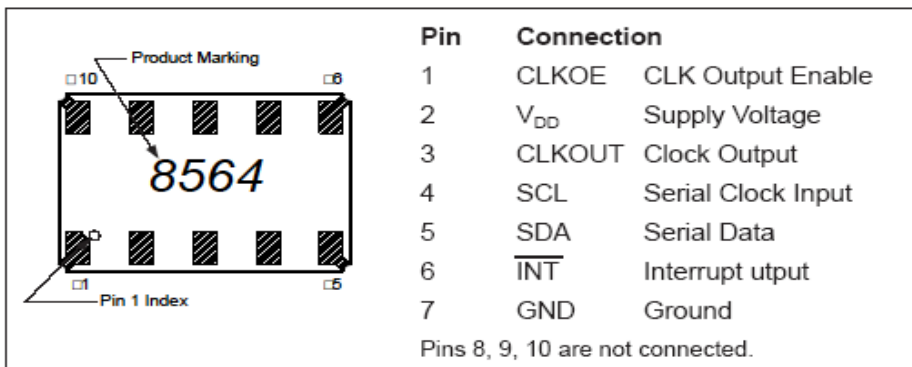 Product Marking
□10
□6
8564
□1
□5
Pin 1 Index
Pin Connection
1 CLKOE CLK Output Enable
2 VDD Supply Voltage
3 CLKOUT Clock Output
4 SCL Serial Clock Input
5 SDA Serial Data
6 I̅N̅T̅ Interrupt utput
7 GND Ground
Pins 8, 9, 10 are not connected.